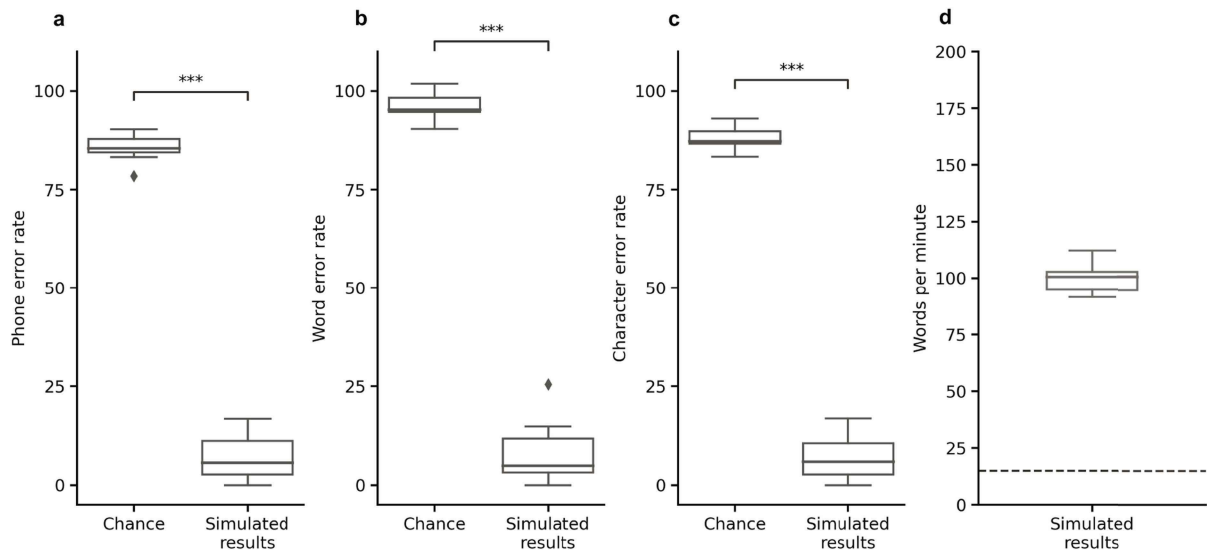 a
***
Phone error rate
100
75
50
25
0
Chance
Simulated
results
b
***
Word error rate
100
75
50
25
0
Chance
Simulated
results
c
***
Character error rate
100
75
50
25
0
Chance
Simulated
results
d
Words per minute
200
175
150
125
100
75
50
25
0
Simulated
results